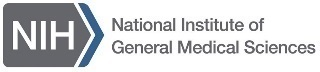 NIH
National Institute of
General Medical Sciences